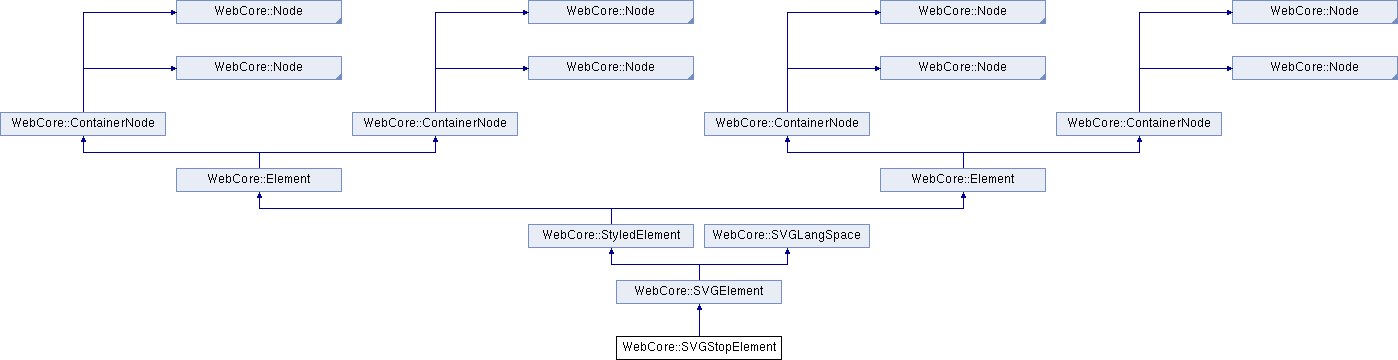 WebCore::Node
WebCore::Node
WebCore::Node
WebCore::Node
WebCore::Node
WebCore::Node
WebCore::Node
WebCore::Node
WebCore::ContainerNode
WebCore::ContainerNode
WebCore::ContainerNode
WebCore::ContainerNode
WebCore::Element
WebCore::Element
WebCore::StyledElement
WebCore::SVGLangSpace
WebCore::SVGElement
WebCore::SVGStopElement